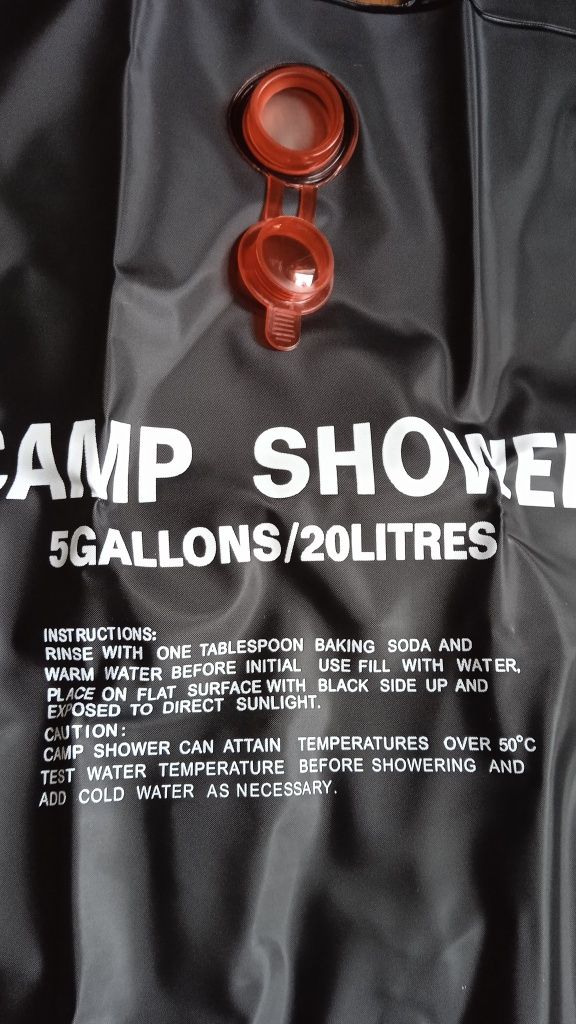 CAMP SHOWER
5GALLONS/20LITRES
INSTRUCTIONS:
RINSE WITH ONE TABLESPOON BAKING SODA AND
WARM WATER BEFORE INITIAL USE FILL WITH WATER,
PLACE ON FLAT SURFACE WITH BLACK SIDE UP AND
EXPOSED TO DIRECT SUNLIGHT.
CAUTION:
CAMP SHOWER CAN ATTAIN TEMPERATURES OVER 50°C
TEST WATER TEMPERATURE BEFORE SHOWERING AND
ADD COLD WATER AS NECESSARY.